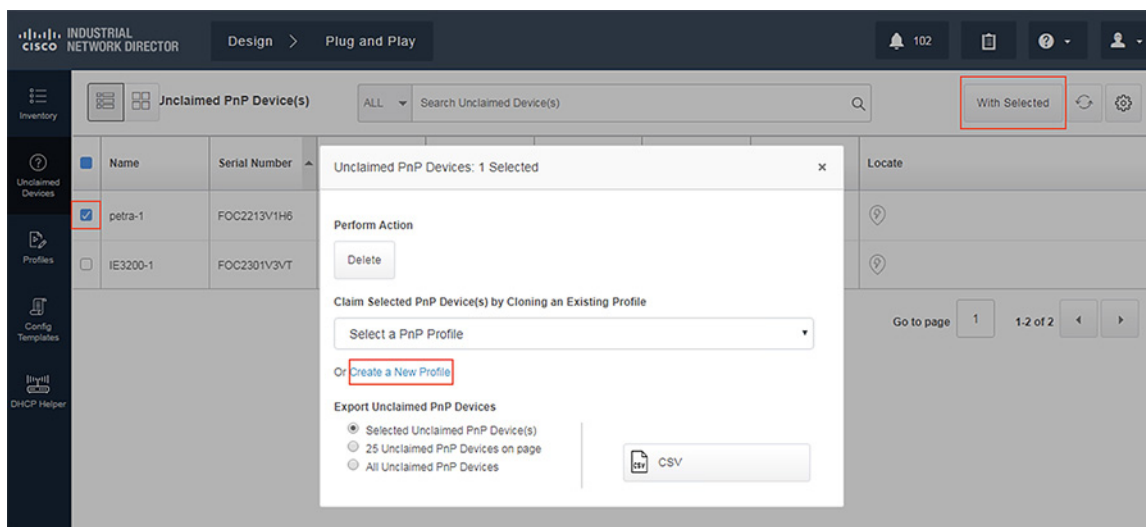 INDUSTRIAL
CISCO NETWORK DIRECTOR
Design > Plug and Play
102
Inventory
Unclaimed PnP Device(s)
ALL
Search Unclaimed Device(s)
With Selected
Unclaimed
Devices
Name
Serial Number
Locate
petra-1
FOC2213V1H6
IE3200-1
FOC2301V3VT
Profiles
Config
Templates
DHCP Helper
Unclaimed PnP Devices: 1 Selected
×
Perform Action
Delete
Claim Selected PnP Device(s) by Cloning an Existing Profile
Select a PnP Profile
Or Create a New Profile
Export Unclaimed PnP Devices
Selected Unclaimed PnP Device(s)
25 Unclaimed PnP Devices on page
All Unclaimed PnP Devices
CSV
CSV
Go to page 1 1-2 of 2